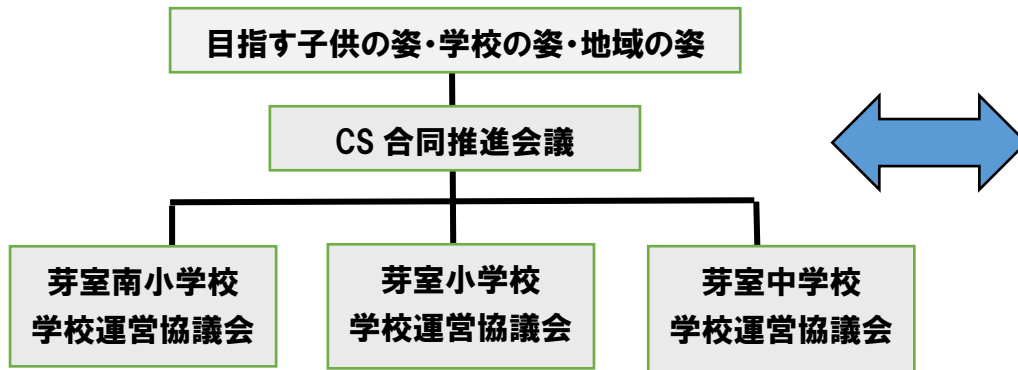 目指す子供の姿・学校の姿・地域の姿
CS 合同推進会議
芽室南小学校
学校運営協議会
芽室小学校
学校運営協議会
芽室中学校
学校運営協議会